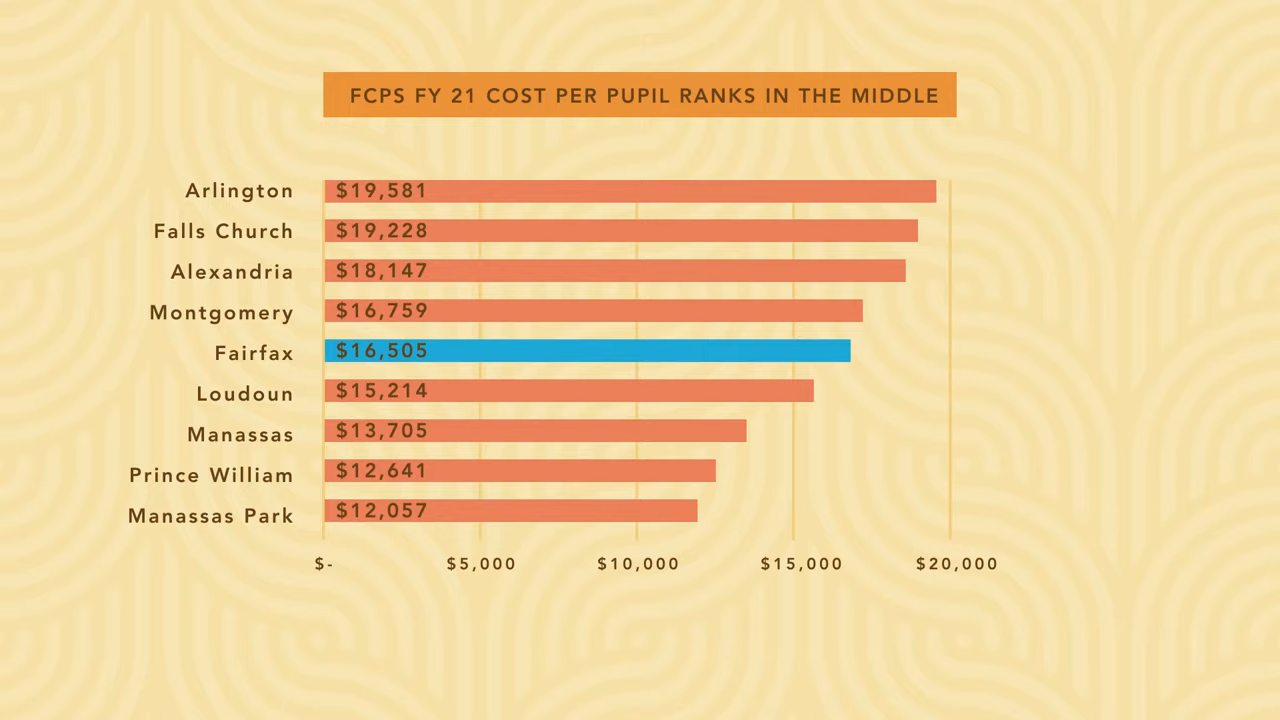 FCPS FY 21 COST PER PUPIL RANKS IN THE MIDDLE
Arlington $19,581
Falls Church $19,228
Alexandria $18,147
Montgomery $16,759
Fairfax $16,505
Loudoun $15,214
Manassas $13,705
Prince William $12,641
Manassas Park $12,057
$- $5,000 $10,000 $15,000 $20,000